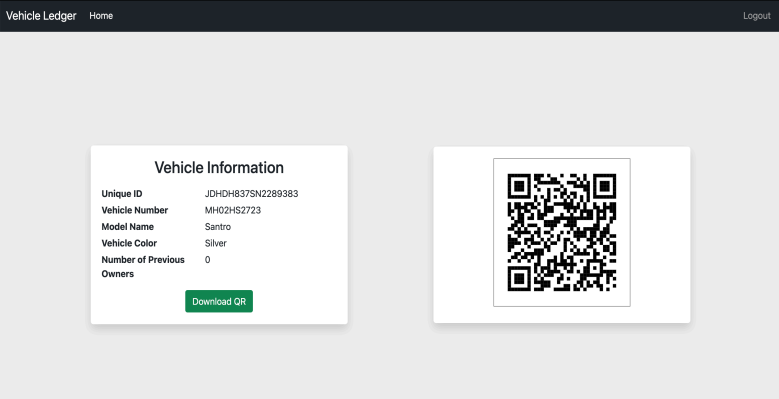 Vehicle Ledger Home Logout
Vehicle Information
Unique ID JDHDH837SN2289383
Vehicle Number MH02HS2723
Model Name Santro
Vehicle Color Silver
Number of Previous 0
Owners
Download QR